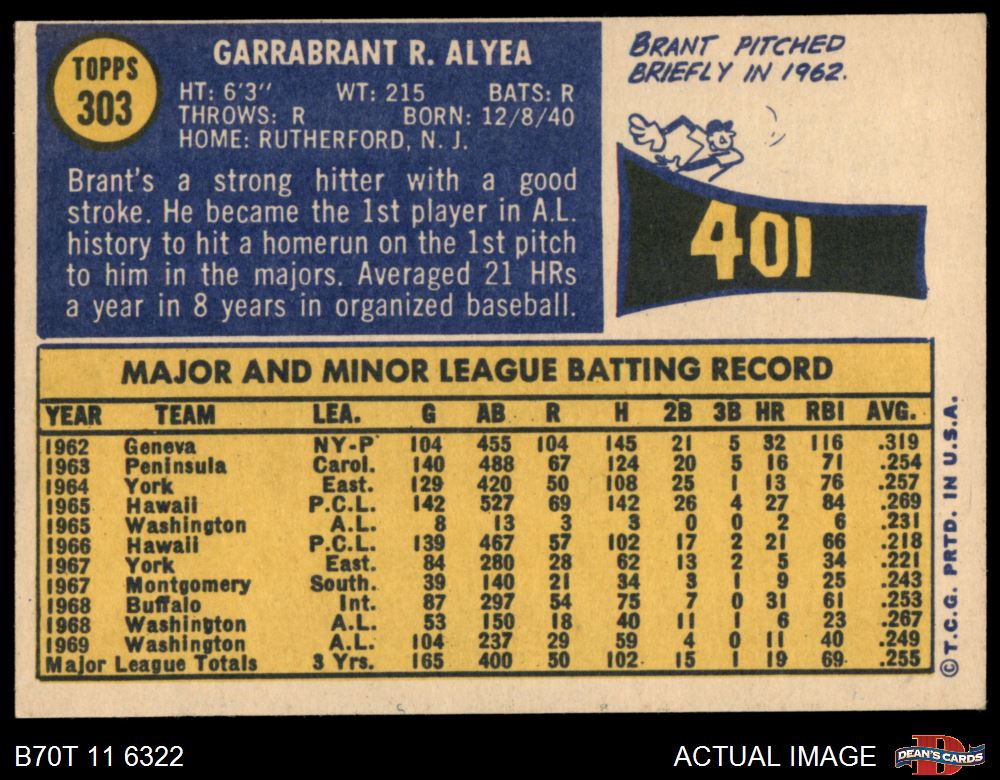 TOPPS
303
GARRABRANT R. ALYEA
HT: 6'3" WT: 215 BATS: R
THROWS: R BORN: 12/8/40
HOME: RUTHERFORD, N. J.
Brant's a strong hitter with a good
stroke. He became the 1st player in A.L.
history to hit a homerun on the 1st pitch
to him in the majors. Averaged 21 HRs
a year in 8 years in organized baseball.
BRANT PITCHED
BRIEFLY IN 1962.
401
MAJOR AND MINOR LEAGUE BATTING RECORD
YEAR TEAM LEA. G AB R H 2B 3B HR RBI AVG.
1962 Geneva NY-P 104 455 104 145 21 5 32 116 .319
1963 Peninsula Carol. 140 488 67 124 20 5 16 71 .254
1964 York East. 129 420 50 108 25 1 13 76 .257
1965 Hawaii P.C.L. 142 527 69 142 26 4 27 84 .269
1965 Washington A.L. 8 13 3 3 0 0 2 6 .231
1966 Hawaii P.C.L. 139 467 57 102 17 2 21 66 .218
1967 York East. 84 280 28 62 13 2 5 34 .221
1967 Montgomery South. 39 140 21 34 3 1 9 25 .243
1968 Buffalo Int. 87 297 54 75 7 0 31 61 .253
1968 Washington A.L. 53 150 18 40 11 1 6 23 .267
1969 Washington A.L. 104 237 29 59 4 0 11 40 .249
Major League Totals 3 Yrs. 165 400 50 102 15 1 19 69 .255
© T.C.G. PRTD. IN U.S.A.
B70T 11 6322
ACTUAL IMAGE
DEAN'S CARDS